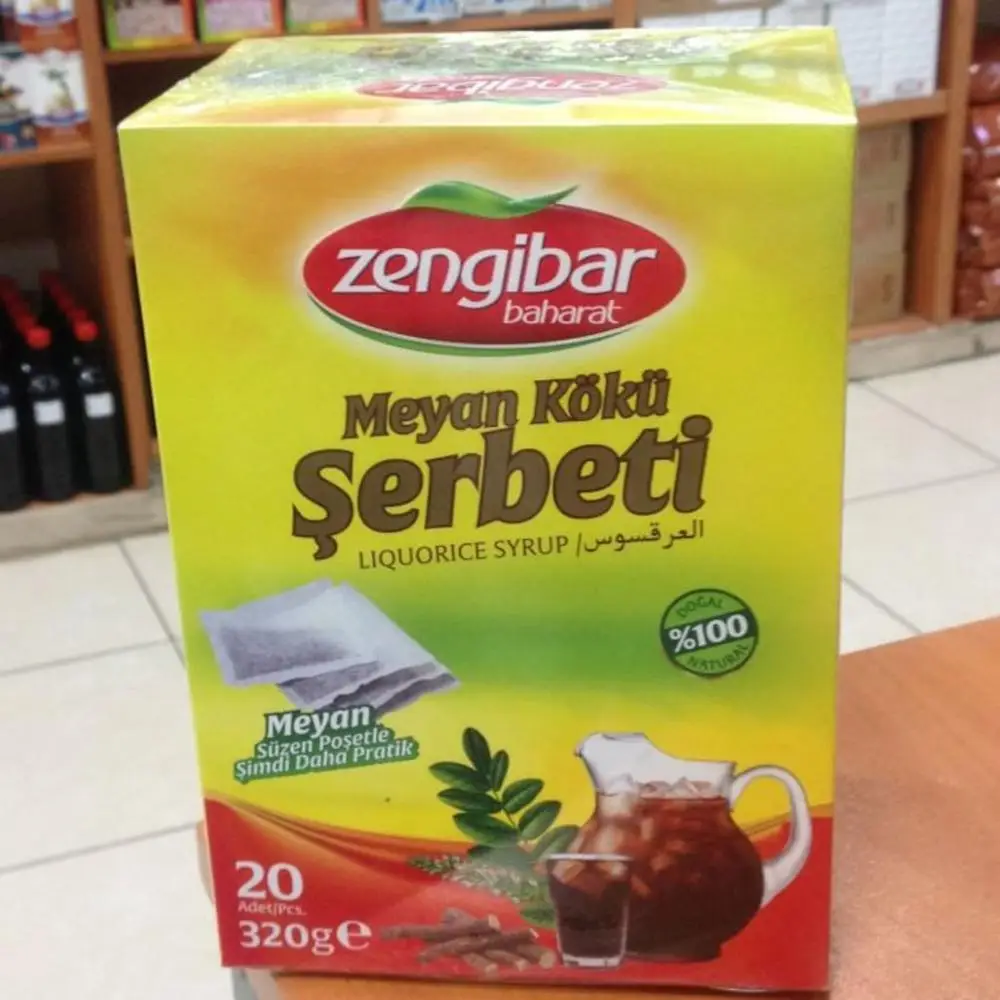 zengibar
zengibar
baharat
Meyan Kökü
Şerbeti
LIQUORICE SYRUP / العرقسوس
DOĞAL
%100
NATURAL
Meyan
Süzen Poşetle
Şimdi Daha Pratik
20
Adet/Pcs.
320g℮